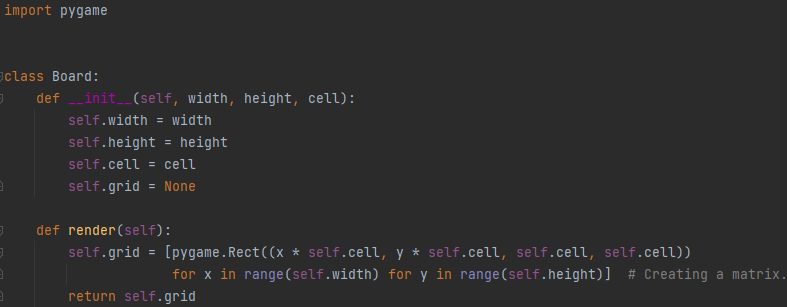 import pygame
class Board:
def __init__(self, width, height, cell):
self.width = width
self.height = height
self.cell = cell
self.grid = None
def render(self):
self.grid = [pygame.Rect((x * self.cell, y * self.cell, self.cell, self.cell))
for x in range(self.width) for y in range(self.height)]  # Creating a matrix.
return self.grid